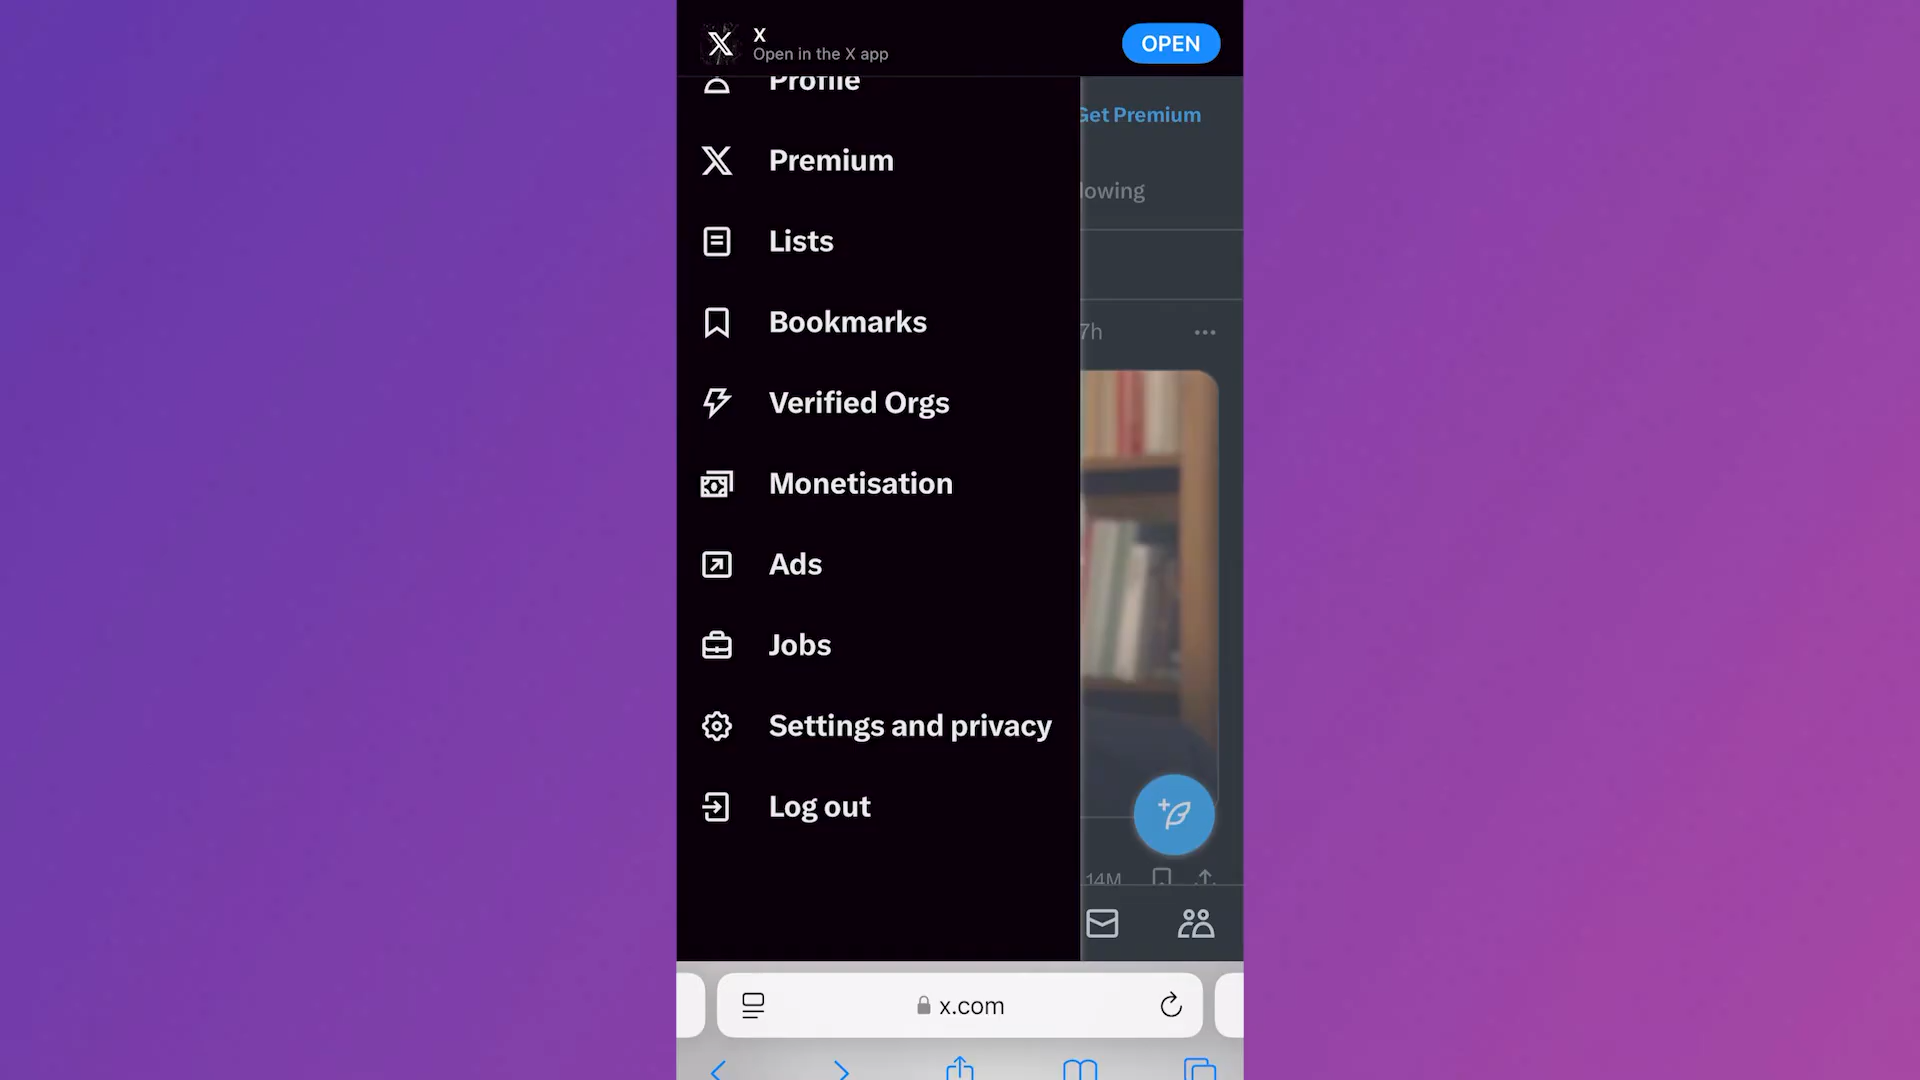 X
Open in the X app
OPEN
Profile
Get Premium
Premium
lowing
Lists
Bookmarks
7h
Verified Orgs
Monetisation
Ads
Jobs
Settings and privacy
Log out
14M
x.com